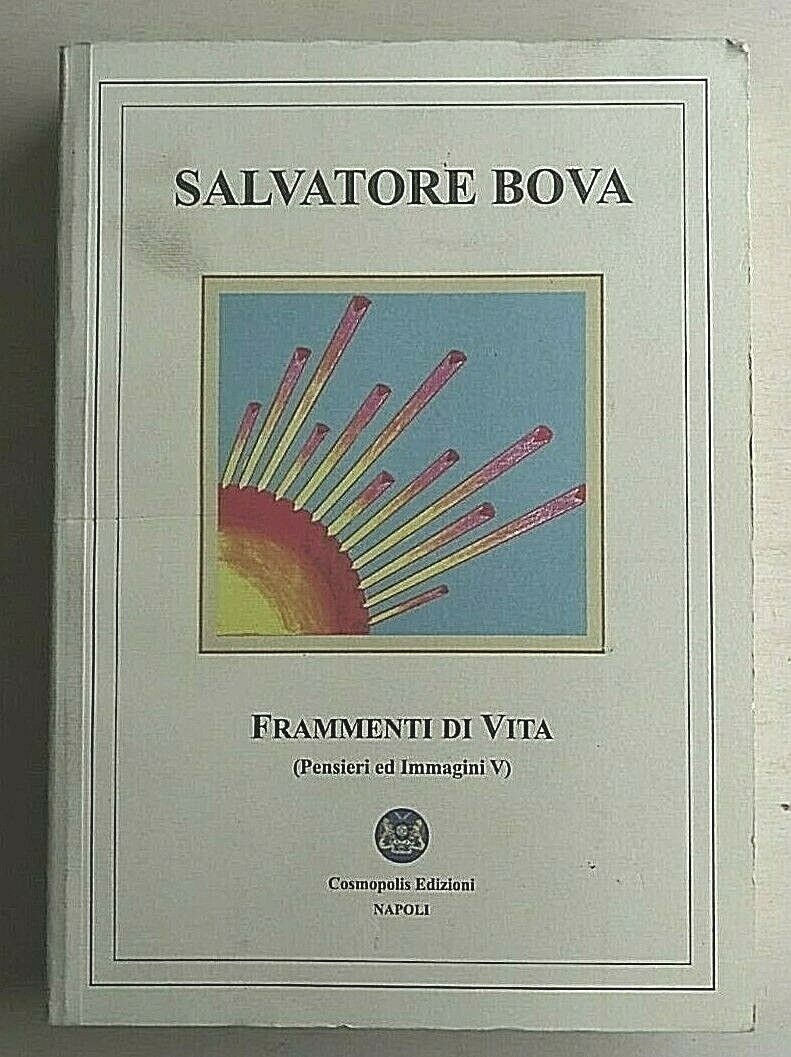 SALVATORE BOVA
FRAMMENTI DI VITA
(Pensieri ed Immagini V)
Cosmopolis Edizioni
NAPOLI